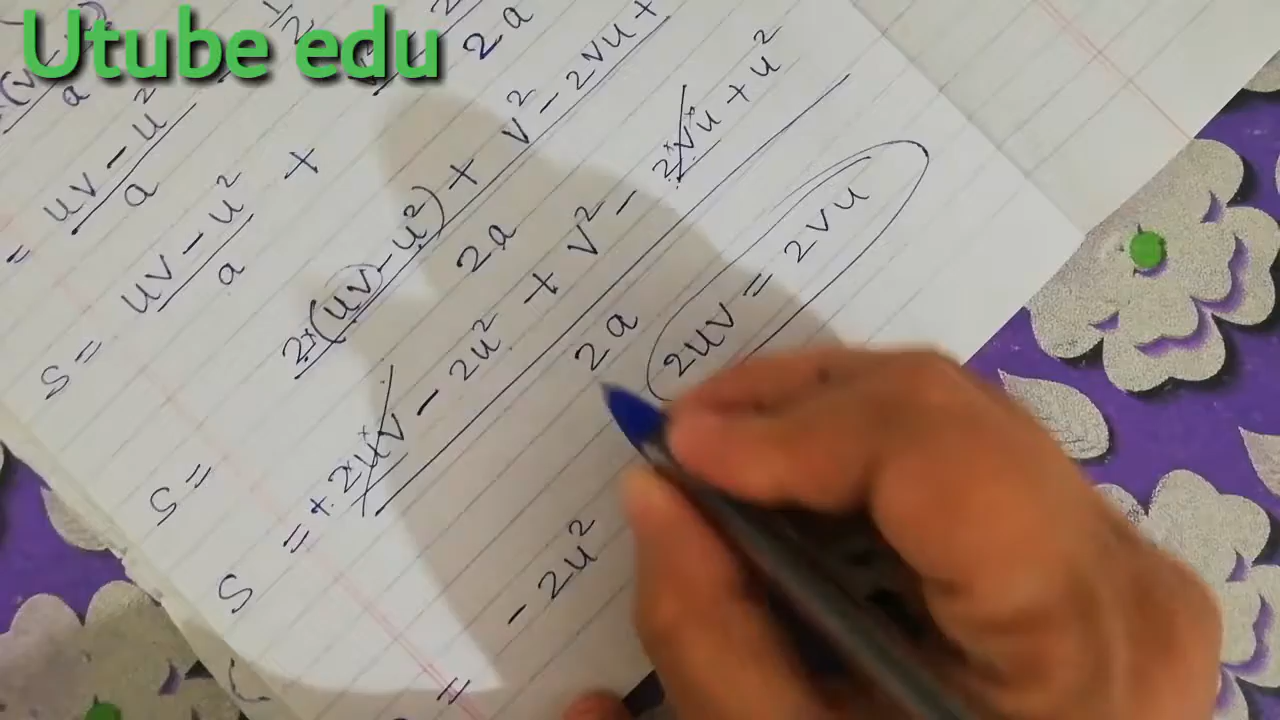 Utube edu
= uv - u² / a
S = uv - u² / a +
2a
S = 2×(uv - u²) + v² - 2vu + / 2a
S = + 2uv - 2u² + v² - 2vu + u² / 2a
2uv = 2vu
= - 2u²